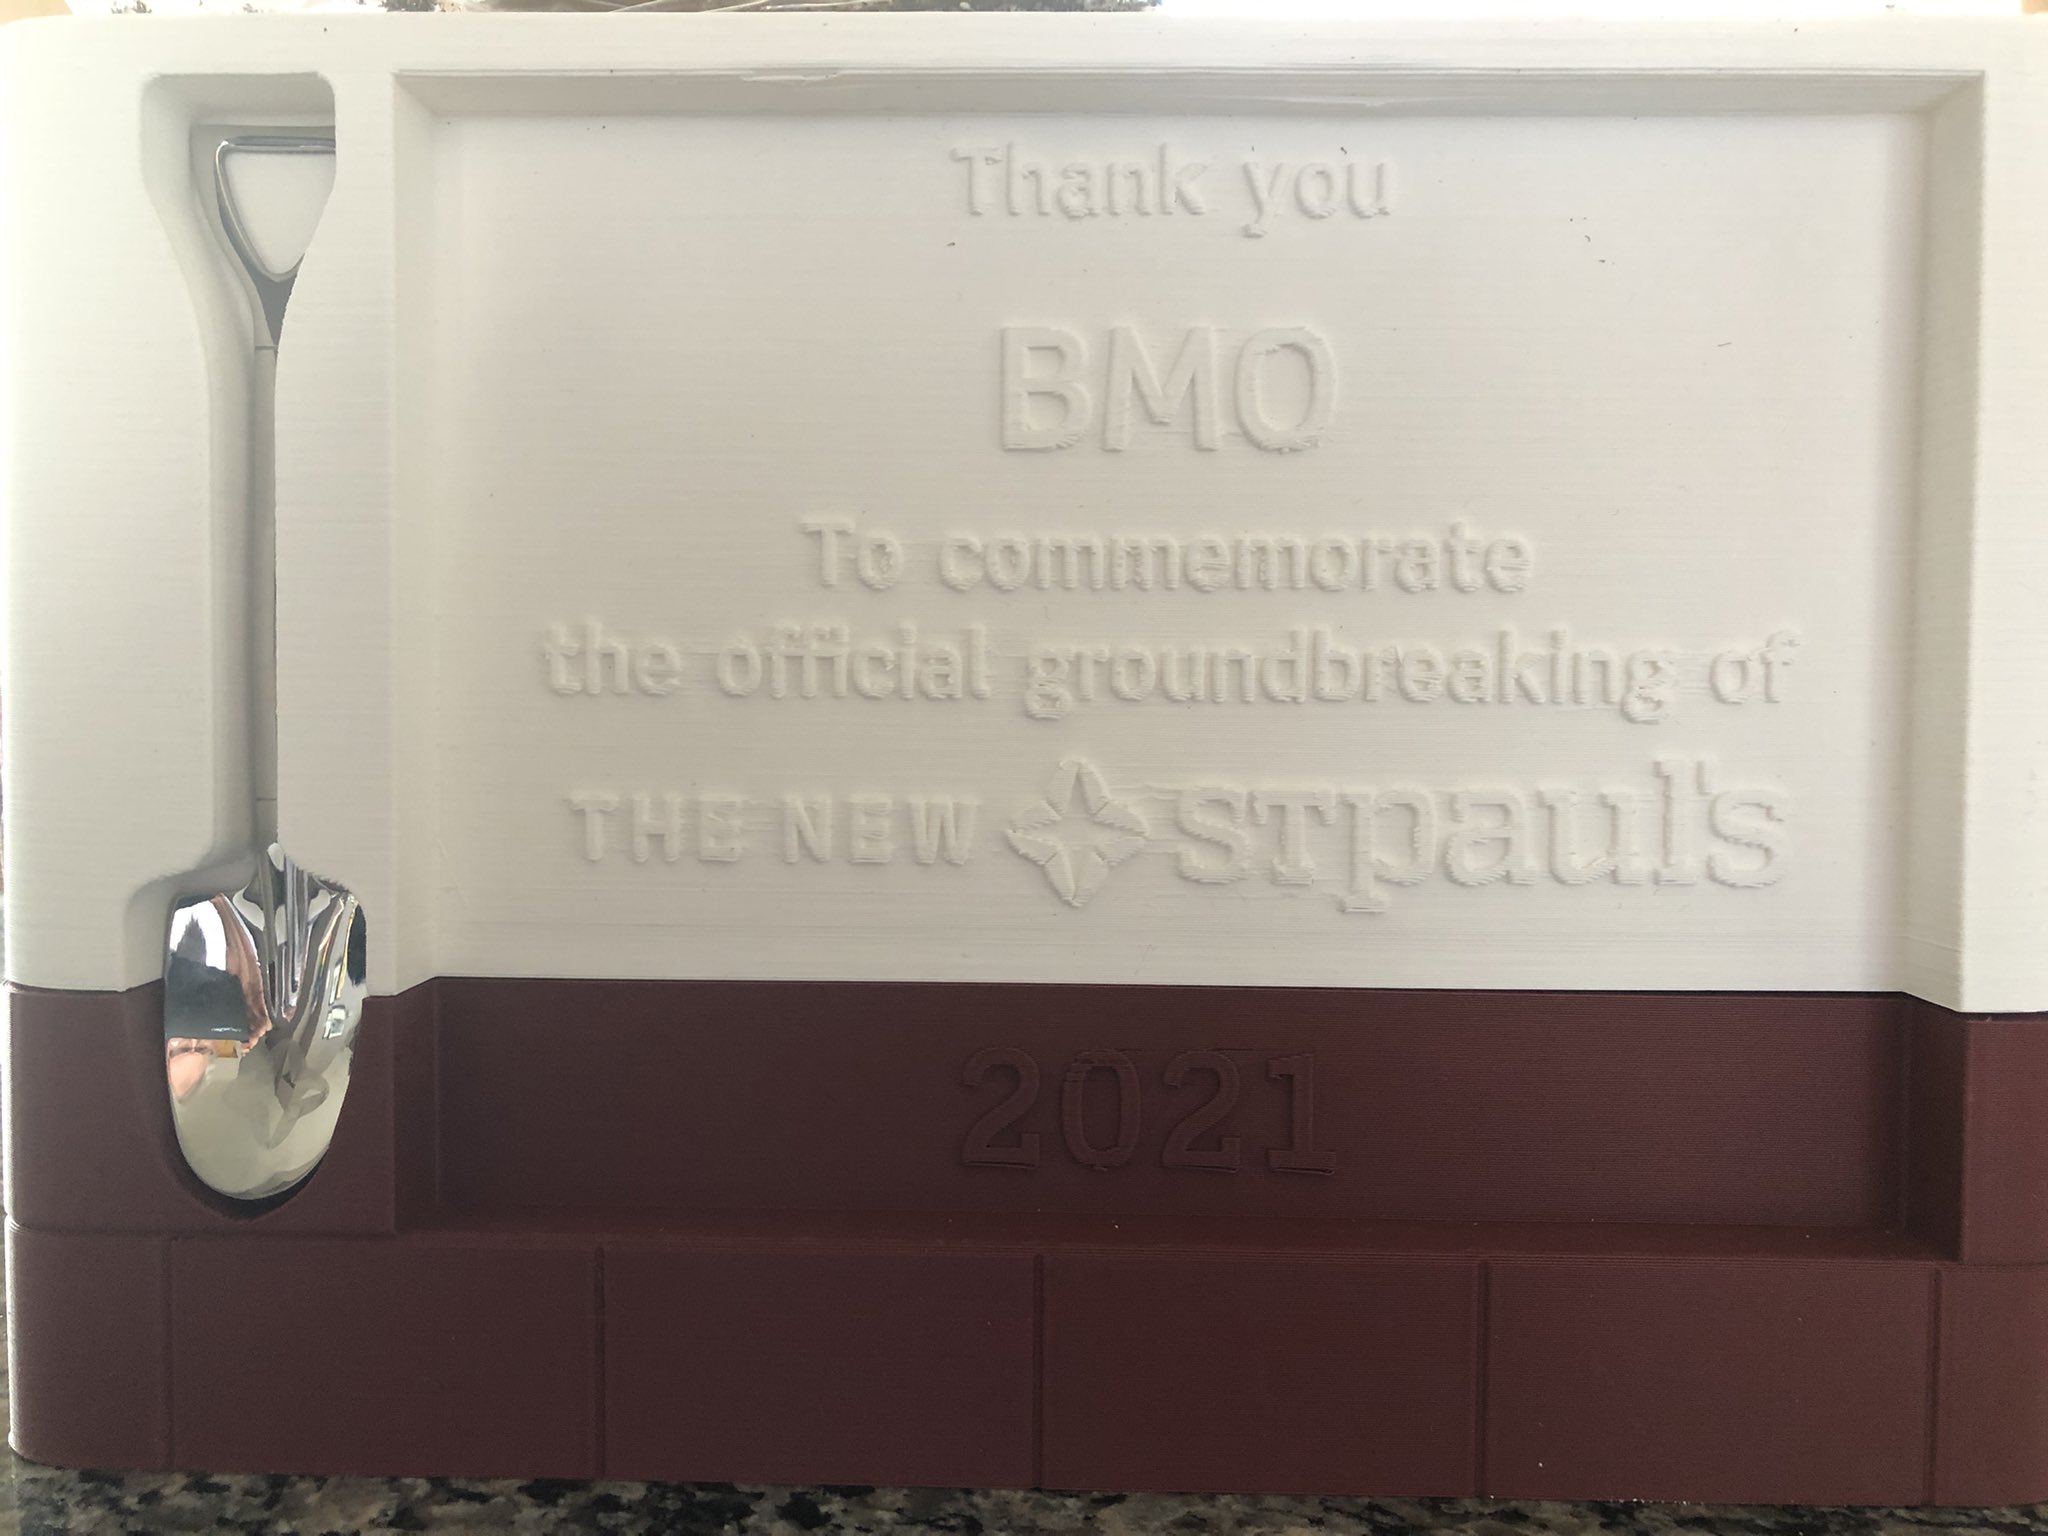 Thank you
BMO
To commemorate
the official groundbreaking of
THE NEW STpaul's
2021